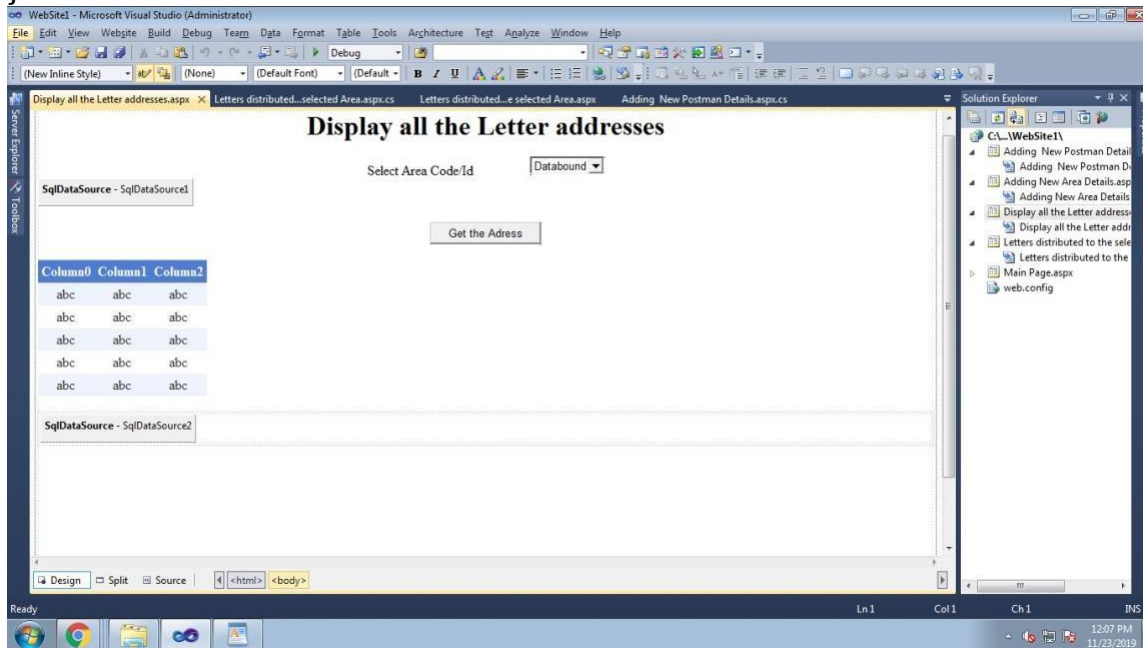 }
WebSite1 - Microsoft Visual Studio (Administrator)
File Edit View Website Build Debug Team Data Format Table Tools Architecture Test Analyze Window Help
Debug
(New Inline Style) (None) (Default Font) (Default B I U A
Display all the Letter addresses.aspx Letters distributed...selected Area.aspx.cs Letters distributed...e selected Area.aspx Adding New Postman Details.aspx.cs
Solution Explorer
Server Explorer
Toolbox
Display all the Letter addresses
Select Area Code/Id Databound
SqlDataSource - SqlDataSource1
Get the Adress
Column0 Column1 Column2
abc abc abc
abc abc abc
abc abc abc
abc abc abc
abc abc abc
SqlDataSource - SqlDataSource2
C:\...\WebSite1\
Adding New Postman Detail
Adding New Postman D
Adding New Area Details.asp
Adding New Area Details
Display all the Letter address
Display all the Letter addr
Letters distributed to the sele
Letters distributed to the
Main Page.aspx
web.config
Design Split Source <html> <body>
Ready Ln 1 Col 1 Ch 1 INS
12:07 PM
11/23/2019